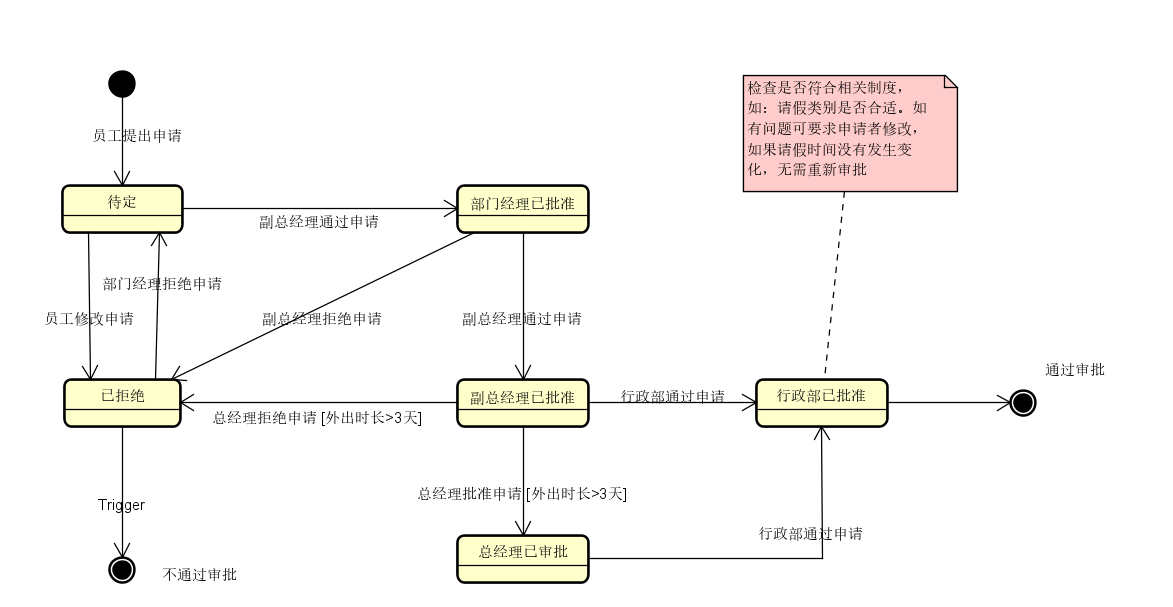 检查是否符合相关制度，
如：请假类别是否合适。如
有问题可要求申请者修改，
如果请假时间没有发生变
化，无需重新审批
员工提出申请
待定
部门经理已批准
副总经理通过申请
部门经理拒绝申请
员工修改申请
副总经理拒绝申请
副总经理通过申请
通过审批
已拒绝
副总经理已批准
行政部通过申请
行政部已批准
总经理拒绝申请 [外出时长>3天]
总经理批准申请 [外出时长>3天]
Trigger
行政部通过申请
总经理已审批
不通过审批